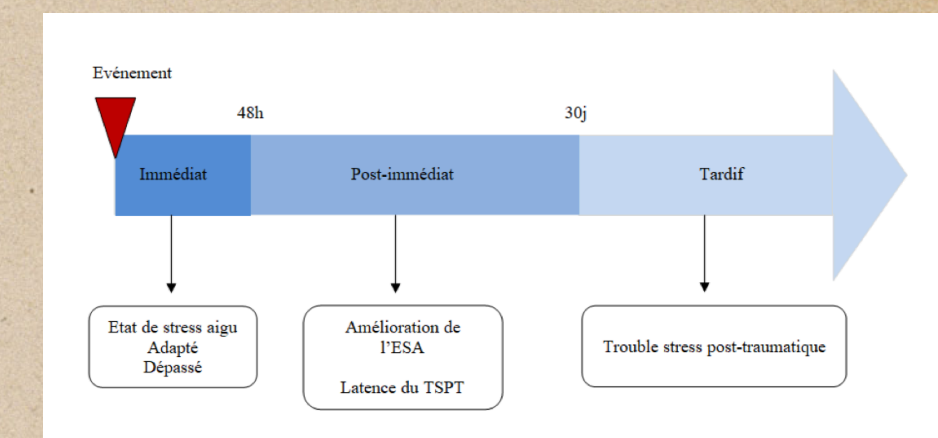 Evénement
48h
30j
Immédiat
Post-immédiat
Tardif
Etat de stress aigu
Adapté
Dépassé
Amélioration de
l'ESA
Latence du TSPT
Trouble stress post-traumatique